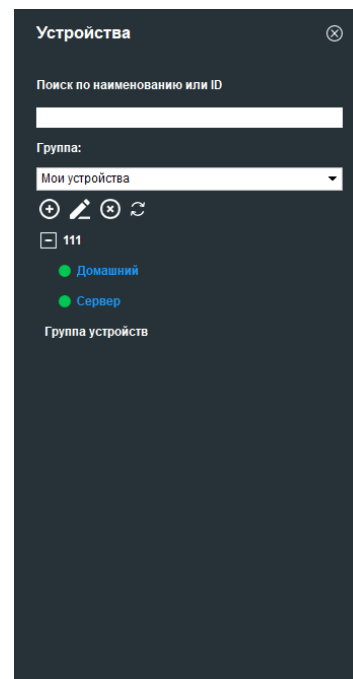 Устройства
Поиск по наименованию или ID
Группа:
Мои устройства
111
Домашний
Сервер
Группа устройств